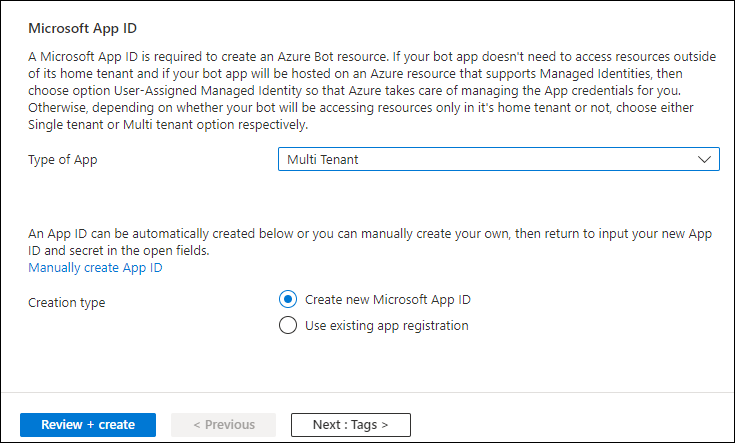 Microsoft App ID
A Microsoft App ID is required to create an Azure Bot resource. If your bot app doesn't need to access resources outside
of its home tenant and if your bot app will be hosted on an Azure resource that supports Managed Identities, then
choose option User-Assigned Managed Identity so that Azure takes care of managing the App credentials for you.
Otherwise, depending on whether your bot will be accessing resources only in it's home tenant or not, choose either
Single tenant or Multi tenant option respectively.
Type of App
Multi Tenant
An App ID can be automatically created below or you can manually create your own, then return to input your new App
ID and secret in the open fields.
Manually create App ID
Creation type
Create new Microsoft App ID
Use existing app registration
Review + create
< Previous
Next : Tags >